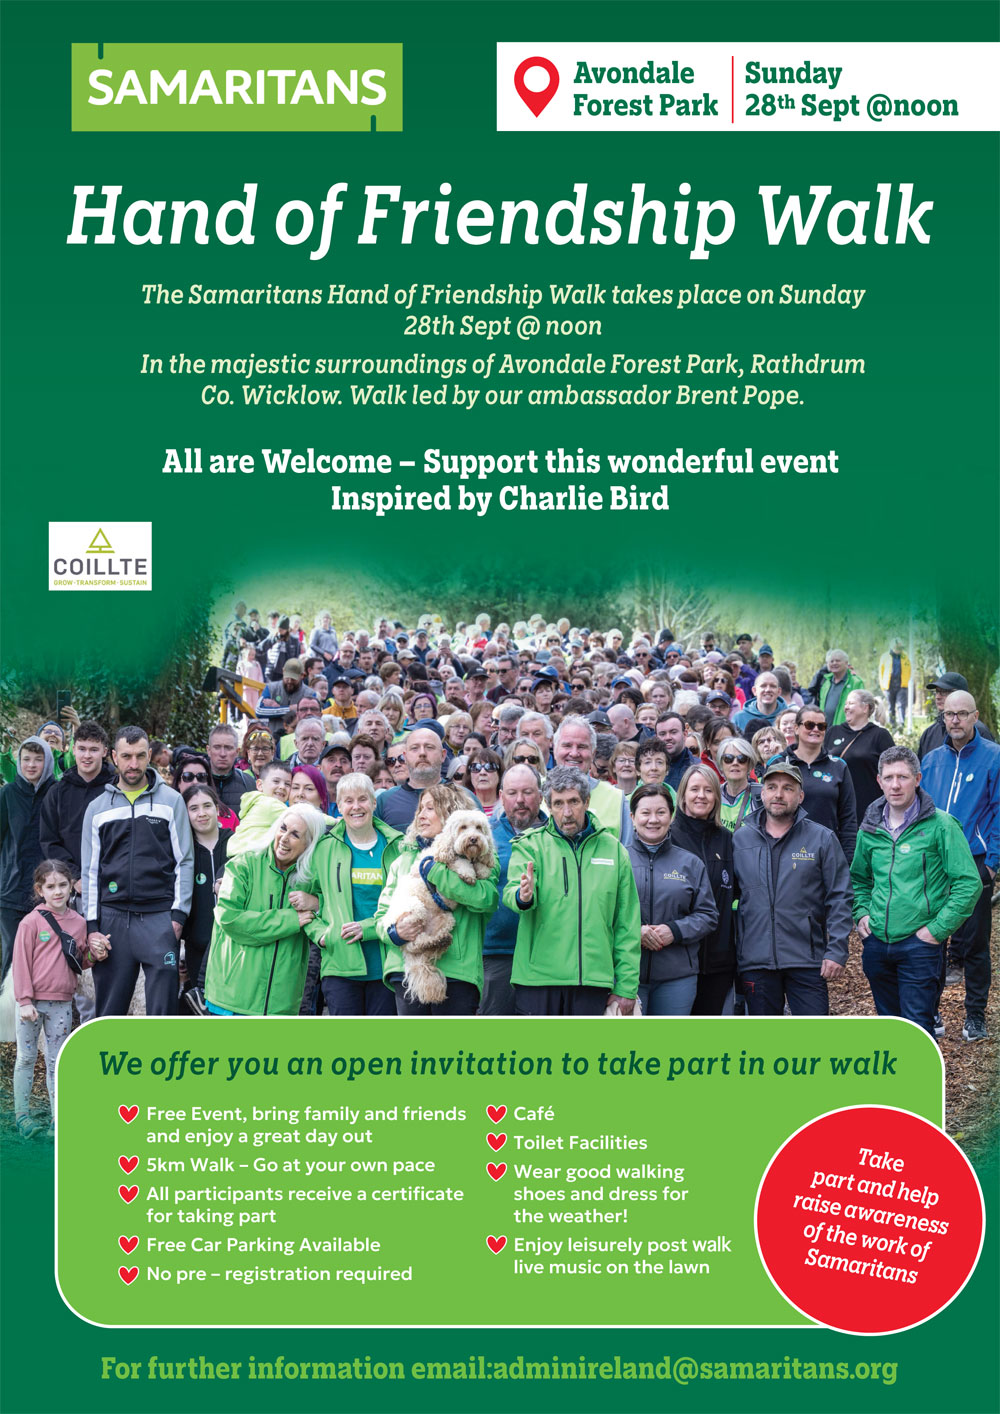 SAMARITANS
Avondale
Forest Park
Sunday
28th Sept @noon
Hand of Friendship Walk
The Samaritans Hand of Friendship Walk takes place on Sunday
28th Sept @ noon
In the majestic surroundings of Avondale Forest Park, Rathdrum
Co. Wicklow. Walk led by our ambassador Brent Pope.
All are Welcome – Support this wonderful event
Inspired by Charlie Bird
COILLTE
GROW · TRANSFORM · SUSTAIN
ARITANS
COILLTE
COILLTE
We offer you an open invitation to take part in our walk
Free Event, bring family and friends
and enjoy a great day out
5km Walk – Go at your own pace
All participants receive a certificate
for taking part
Free Car Parking Available
No pre – registration required
Café
Toilet Facilities
Wear good walking
shoes and dress for
the weather!
Enjoy leisurely post walk
live music on the lawn
Take
part and help
raise awareness
of the work of
Samaritans
For further information email:adminireland@samaritans.org